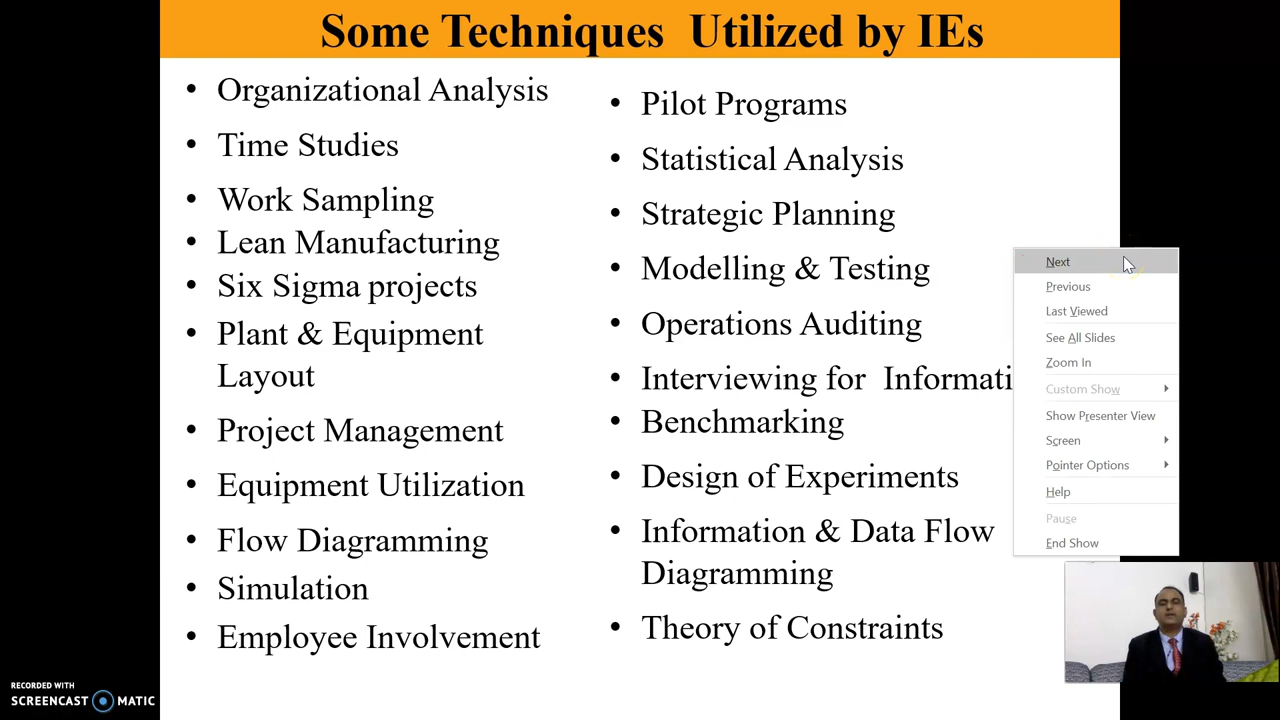 Some Techniques Utilized by IEs
• Organizational Analysis
• Time Studies
• Work Sampling
• Lean Manufacturing
• Six Sigma projects
• Plant & Equipment
Layout
• Project Management
• Equipment Utilization
• Flow Diagramming
• Simulation
• Employee Involvement
• Pilot Programs
• Statistical Analysis
• Strategic Planning
• Modelling & Testing
• Operations Auditing
• Interviewing for Informati
• Benchmarking
• Design of Experiments
• Information & Data Flow
Diagramming
• Theory of Constraints
Next
Previous
Last Viewed
See All Slides
Zoom In
Custom Show
Show Presenter View
Screen
Pointer Options
Help
Pause
End Show
RECORDED WITH
SCREENCAST MATIC